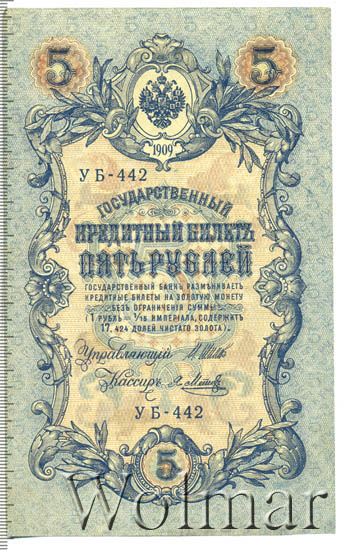 5 5
1909
УБ-442
ГОСУДАРСТВЕННЫЙ
КРЕДИТНЫЙ БИЛЕТЪ
ПЯТЬ РУБЛЕЙ
ГОСУДАРСТВЕННЫЙ БАНКЪ РАЗМѢНИВАЕТЪ
КРЕДИТНЫЕ БИЛЕТЫ НА ЗОЛОТУЮ МОНЕТУ
БЕЗЪ ОГРАНИЧЕНІЯ СУММЫ
(1 РУБЛЬ = 1/15 ИМПЕРІАЛА, СОДЕРЖИТЪ
17,424 ДОЛЕЙ ЧИСТАГО ЗОЛОТА).
Управляющій
Кассиръ
УБ-442
5
Wolmar